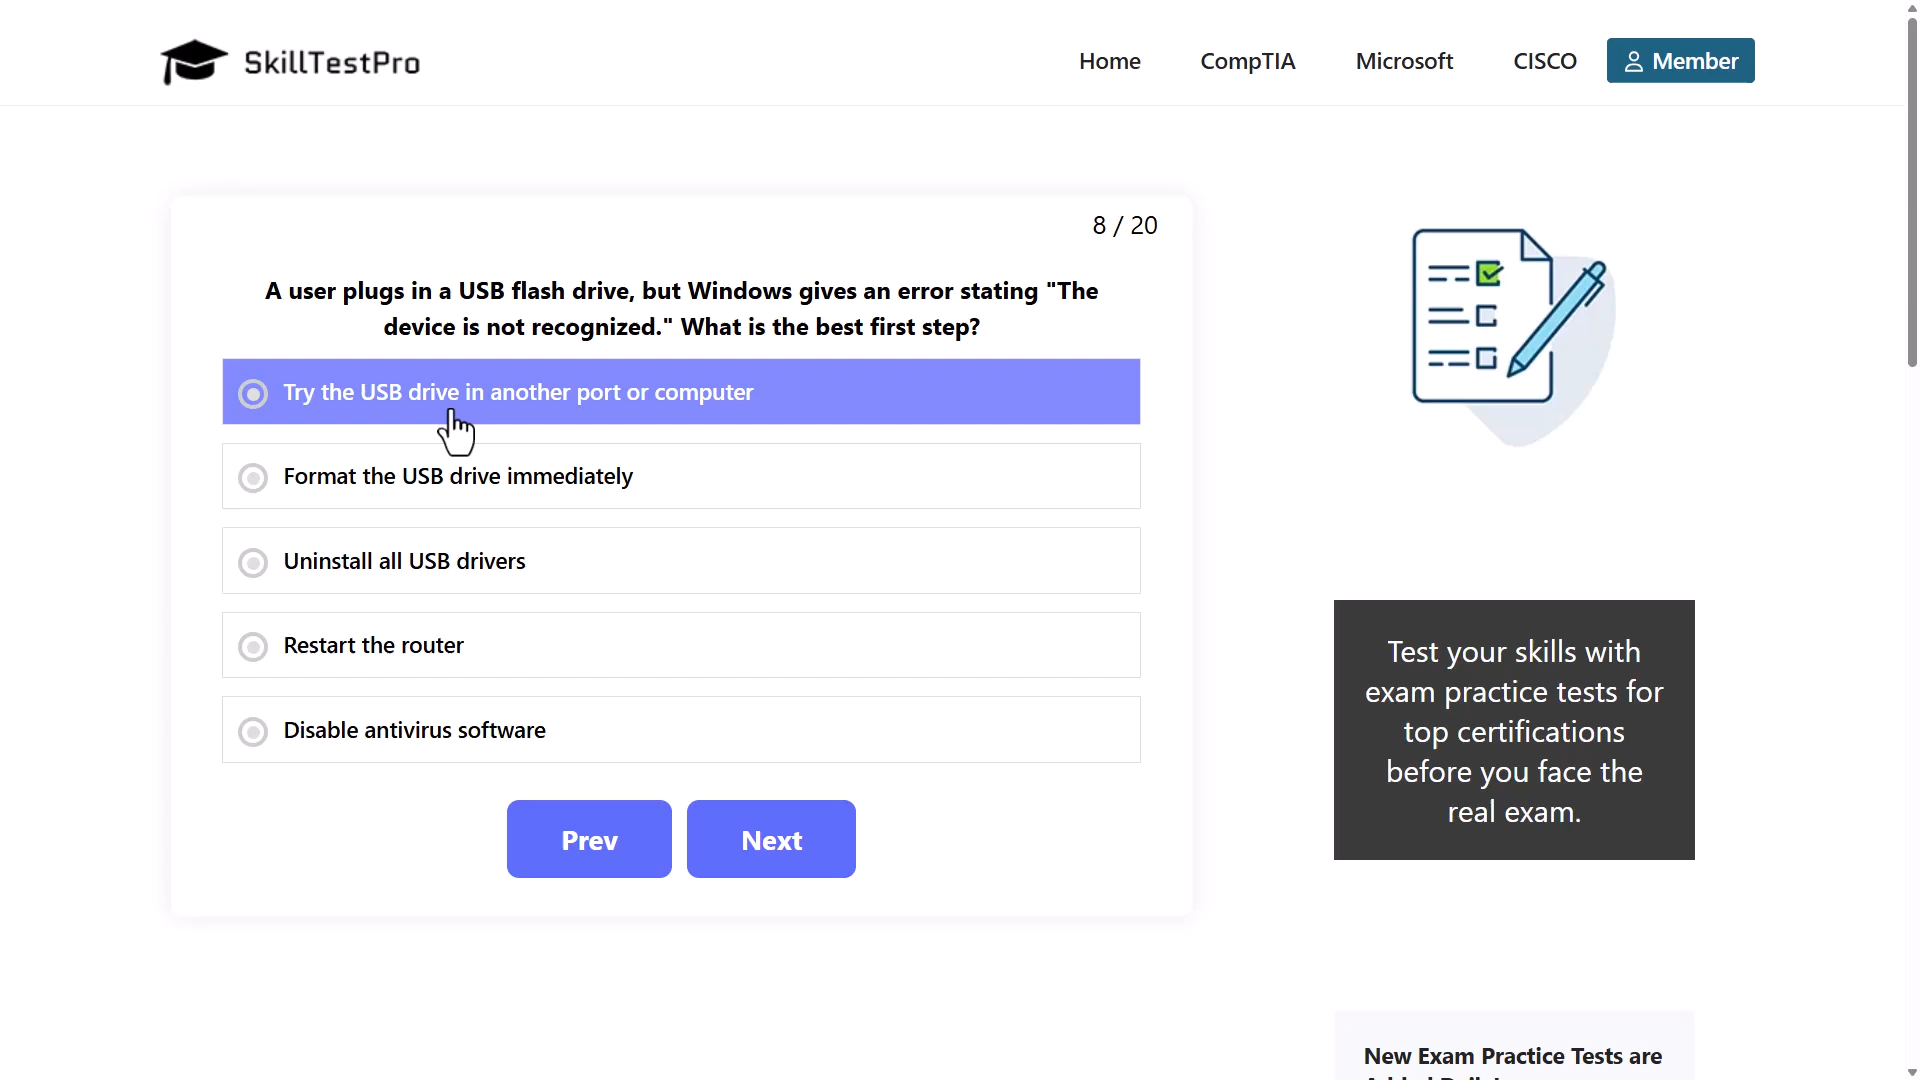 SkillTestPro
Home
CompTIA
Microsoft
CISCO
Member
8 / 20
A user plugs in a USB flash drive, but Windows gives an error stating "The
device is not recognized." What is the best first step?
Try the USB drive in another port or computer
Format the USB drive immediately
Uninstall all USB drivers
Restart the router
Disable antivirus software
Prev
Next
Test your skills with
exam practice tests for
top certifications
before you face the
real exam.
New Exam Practice Tests are